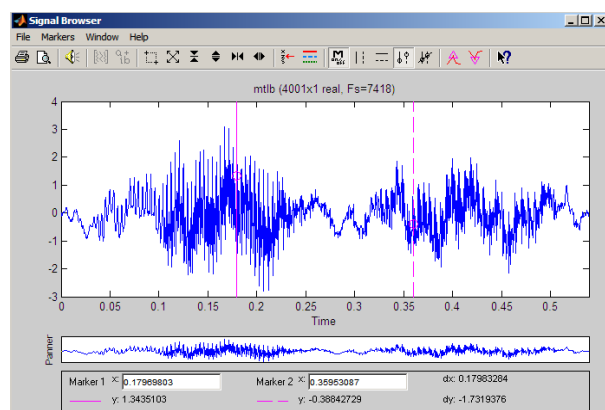 Signal Browser
File Markers Window Help
mtlb (4001x1 real, Fs=7418)
4
3
2
1
0
-1
-2
-3
0 0.05 0.1 0.15 0.2 0.25 0.3 0.35 0.4 0.45 0.5
Time
Panner
Marker 1 x: 0.17969803 Marker 2 x: 0.35953087 dx: 0.17983284
y: 1.3435103 y: -0.38842729 dy: -1.7319376